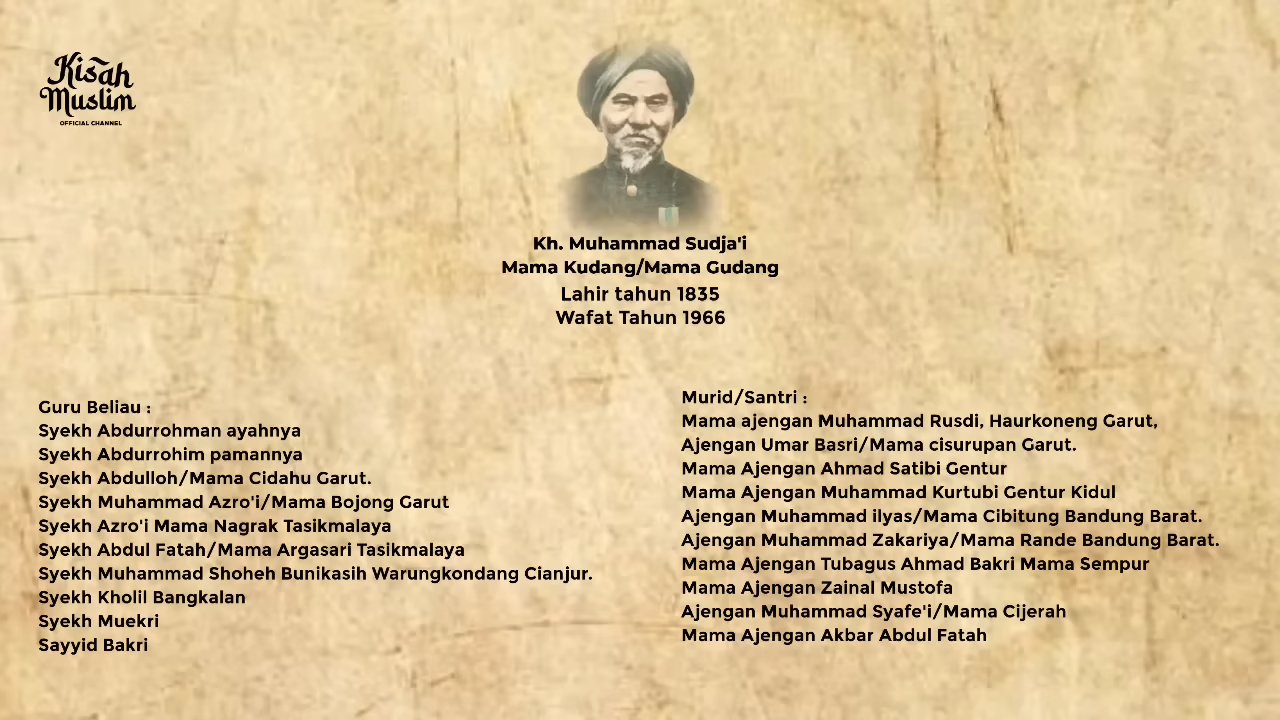 Kisah
Muslim
OFFICIAL CHANNEL
Kh. Muhammad Sudja'i
Mama Kudang/Mama Gudang
Lahir tahun 1835
Wafat Tahun 1966
Guru Beliau :
Syekh Abdurrohman ayahnya
Syekh Abdurrohim pamannya
Syekh Abdulloh/Mama Cidahu Garut.
Syekh Muhammad Azro'i/Mama Bojong Garut
Syekh Azro'i Mama Nagrak Tasikmalaya
Syekh Abdul Fatah/Mama Argasari Tasikmalaya
Syekh Muhammad Shoheh Bunikasih Warungkondang Cianjur.
Syekh Kholil Bangkalan
Syekh Muekri
Sayyid Bakri
Murid/Santri :
Mama ajengan Muhammad Rusdi, Haurkoneng Garut,
Ajengan Umar Basri/Mama cisurupan Garut.
Mama Ajengan Ahmad Satibi Gentur
Mama Ajengan Muhammad Kurtubi Gentur Kidul
Ajengan Muhammad ilyas/Mama Cibitung Bandung Barat.
Ajengan Muhammad Zakariya/Mama Rande Bandung Barat.
Mama Ajengan Tubagus Ahmad Bakri Mama Sempur
Mama Ajengan Zainal Mustofa
Ajengan Muhammad Syafe'i/Mama Cijerah
Mama Ajengan Akbar Abdul Fatah